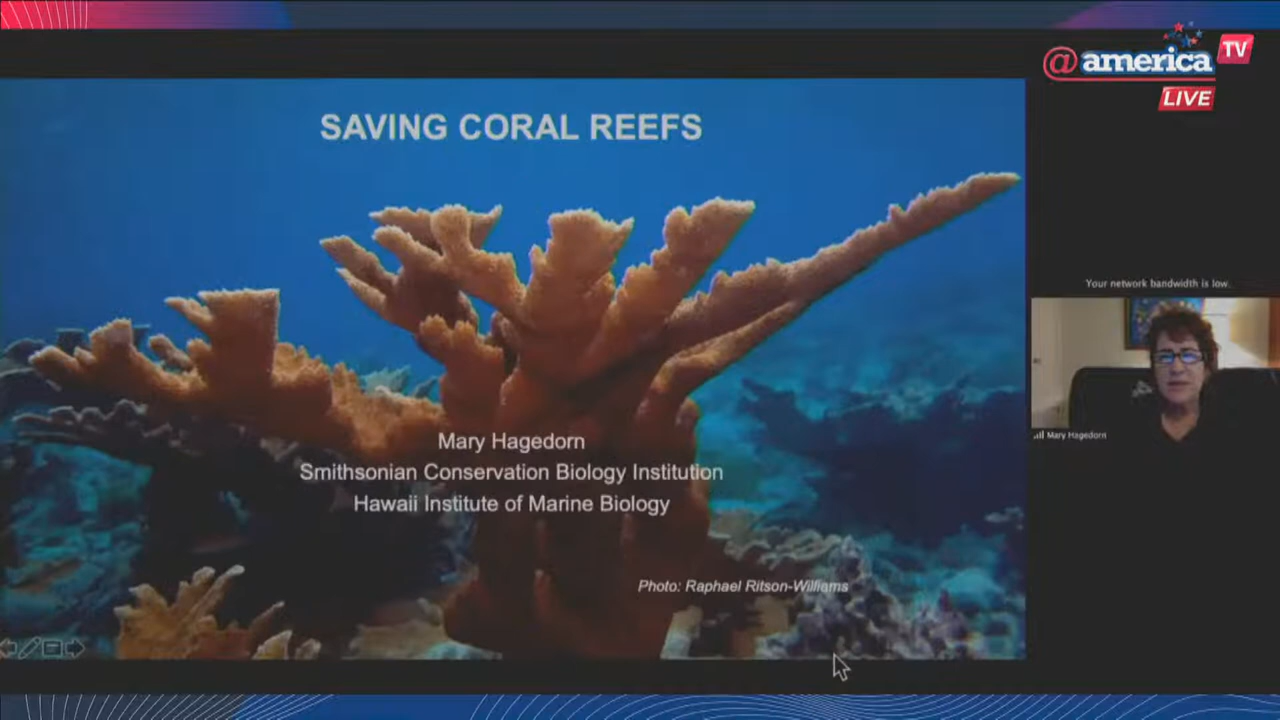 @america TV
LIVE
SAVING CORAL REEFS
Your network bandwidth is low.
Mary Hagedorn
Mary Hagedorn
Smithsonian Conservation Biology Institution
Hawaii Institute of Marine Biology
Photo: Raphael Ritson-Williams